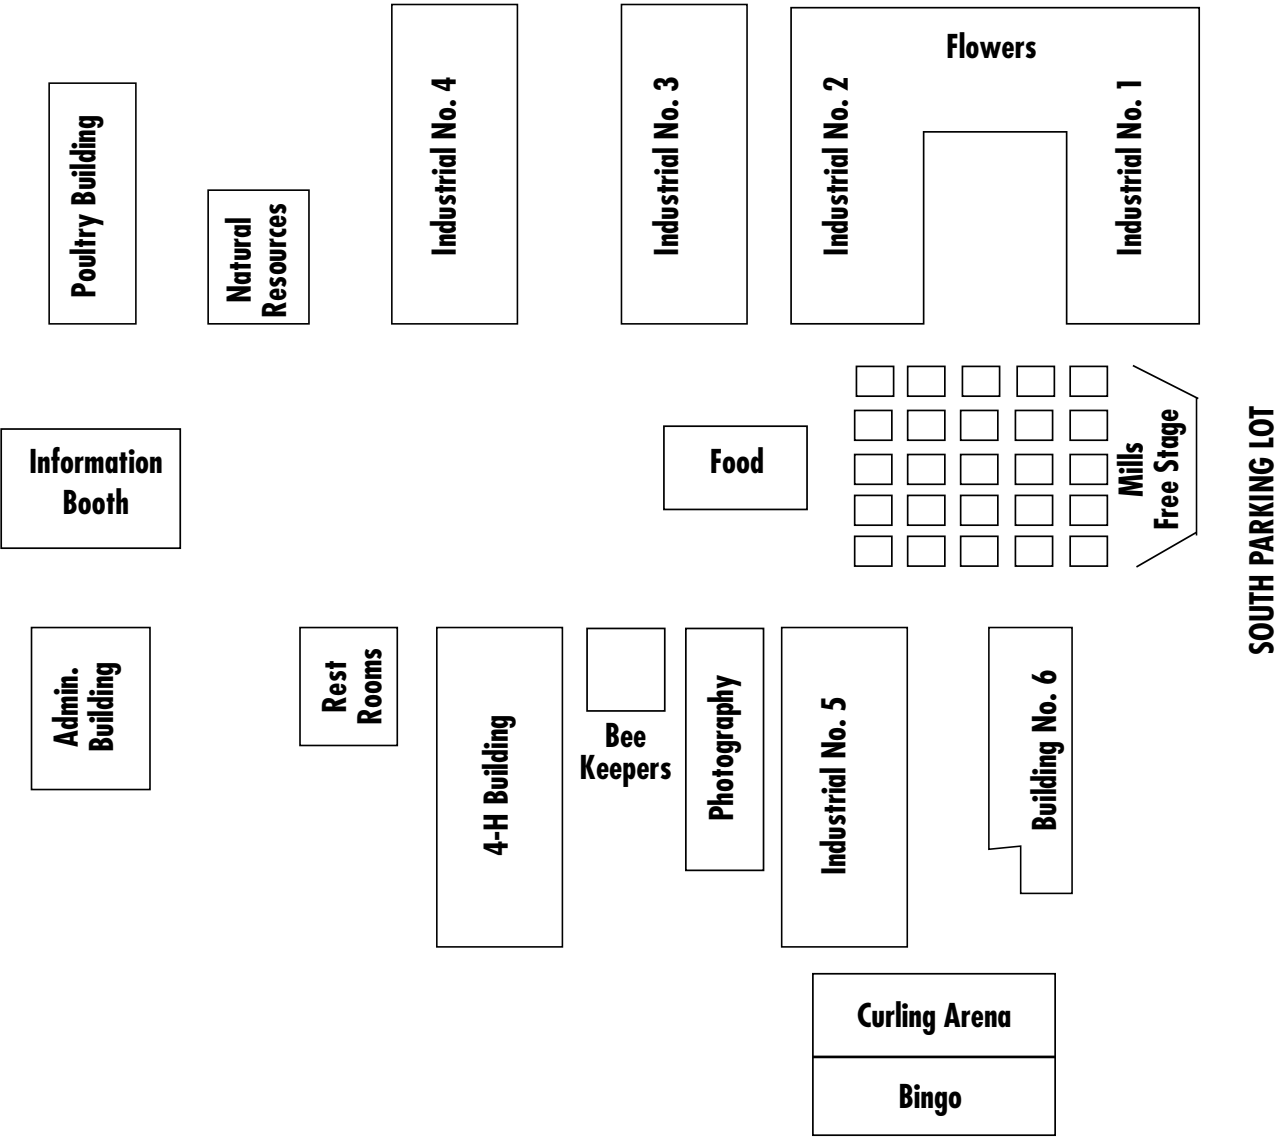 Flowers
Poultry Building
Natural
Resources
Industrial No. 4
Industrial No. 3
Industrial No. 2
Industrial No. 1
Information
Booth
Food
Mills
Free Stage
SOUTH PARKING LOT
Admin.
Building
Rest
Rooms
4-H Building
Bee
Keepers
Photography
Industrial No. 5
Building No. 6
Curling Arena
Bingo